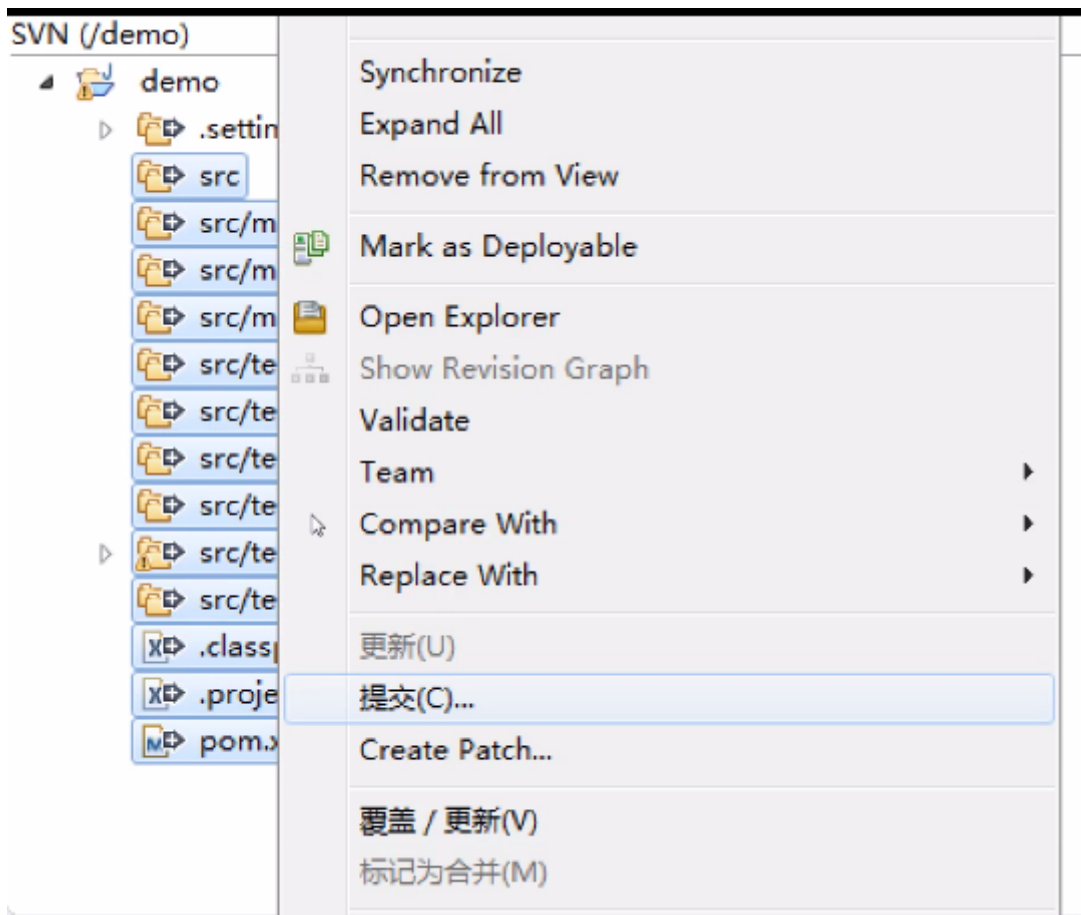 SVN (/demo)
demo
.settin
src
src/m
src/m
src/m
src/te
src/te
src/te
src/te
src/te
src/te
.classp
.proje
pom.x
Synchronize
Expand All
Remove from View
Mark as Deployable
Open Explorer
Show Revision Graph
Validate
Team
Compare With
Replace With
更新(U)
提交(C)...
Create Patch...
覆盖 / 更新(V)
标记为合并(M)